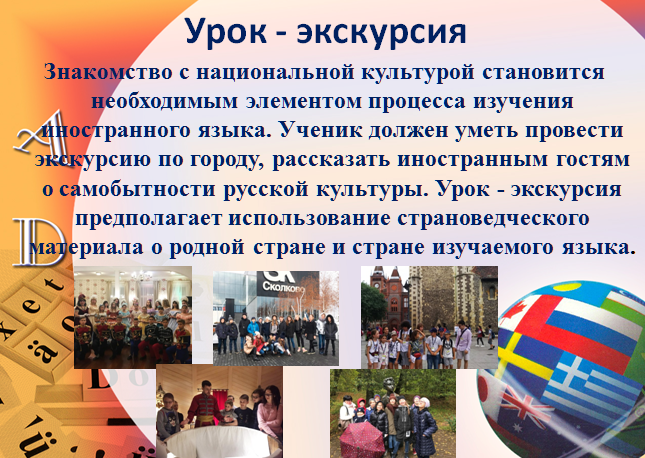 Урок - экскурсия
Знакомство с национальной культурой становится
необходимым элементом процесса изучения
иностранного языка. Ученик должен уметь провести
экскурсию по городу, рассказать иностранным гостям
о самобытности русской культуры. Урок - экскурсия
предполагает использование страноведческого
материала о родной стране и стране изучаемого языка.
A
D
Сколково
x e t
ä o
D o
ü